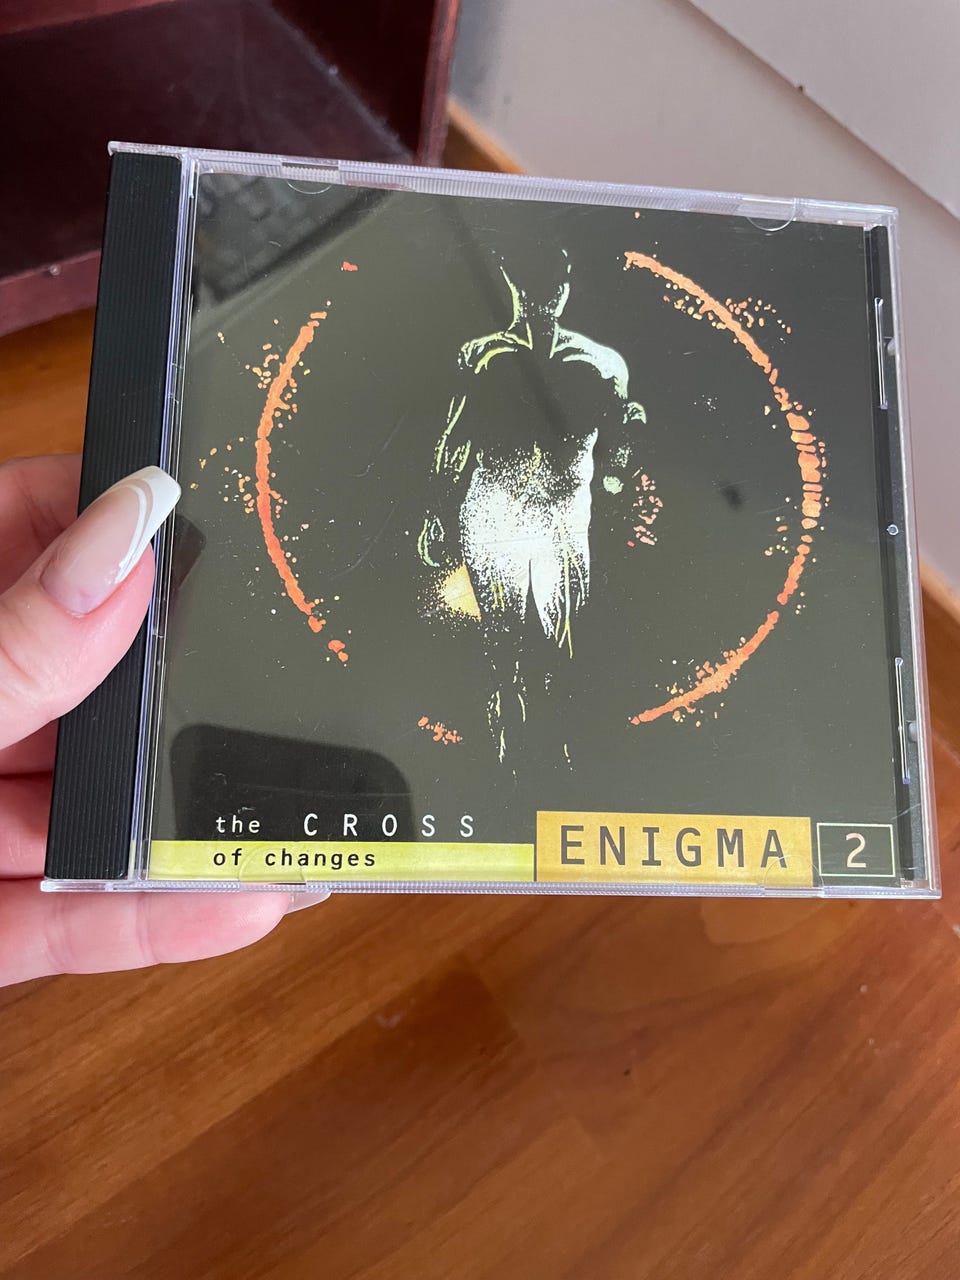 the CROSS
of changes
ENIGMA 2